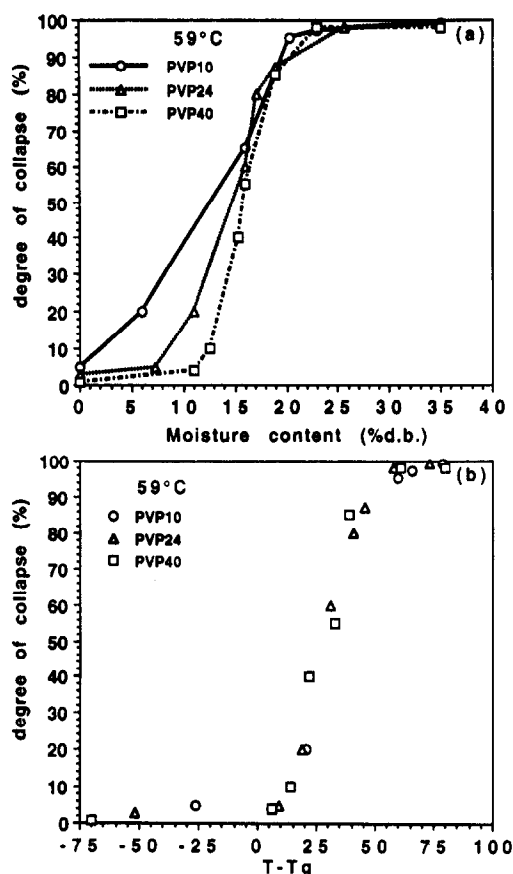 (a)
59°C
PVP10
PVP24
PVP40
degree of collapse (%)
100
90
80
70
60
50
40
30
20
10
0
0 5 10 15 20 25 30 35 40
Moisture content (%d.b.)
(b)
59°C
PVP10
PVP24
PVP40
degree of collapse (%)
100
90
80
70
60
50
40
30
20
10
0
-75 -50 -25 0 25 50 75 100
T-Tg